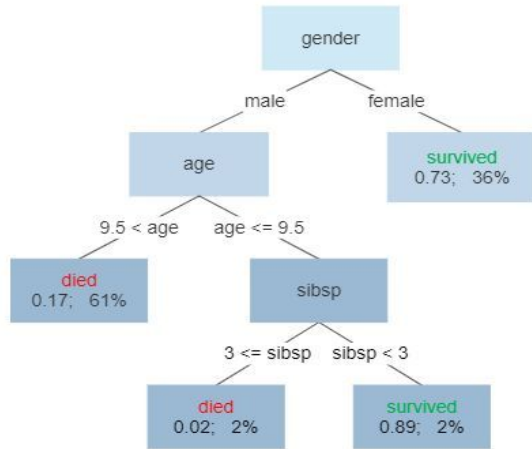 gender
male female
age
survived
0.73; 36%
9.5 < age age <= 9.5
died
0.17; 61%
sibsp
3 <= sibsp sibsp < 3
died
0.02; 2%
survived
0.89; 2%